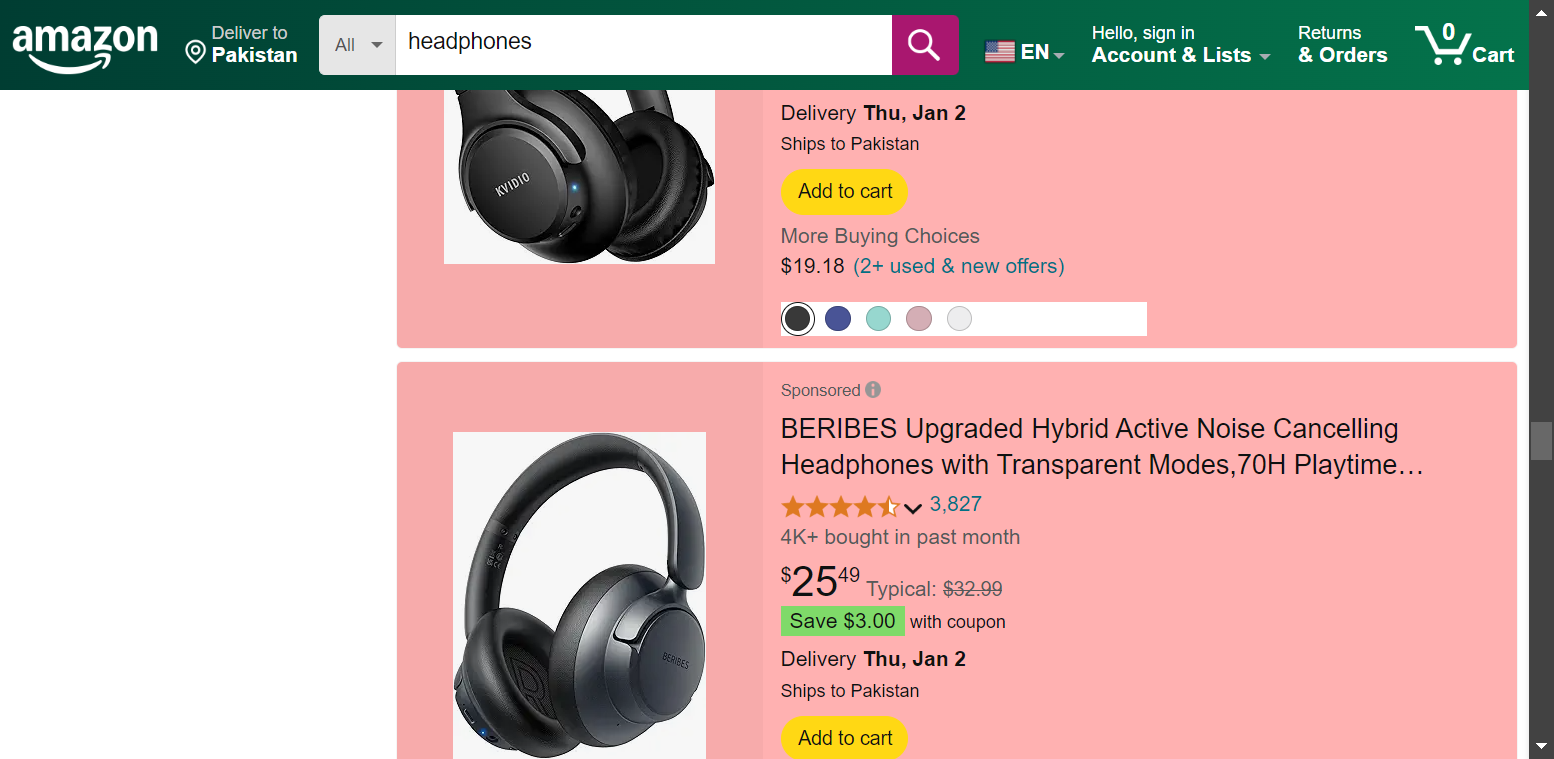 amazon
Deliver to
Pakistan
All
headphones
EN
Hello, sign in
Account & Lists
Returns
& Orders
0
Cart
KVIDIO
Delivery Thu, Jan 2
Ships to Pakistan
Add to cart
More Buying Choices
$19.18 (2+ used & new offers)
Sponsored
BERIBES Upgraded Hybrid Active Noise Cancelling
Headphones with Transparent Modes,70H Playtime…
3,827
4K+ bought in past month
$25.49 Typical: $32.99
Save $3.00 with coupon
Delivery Thu, Jan 2
Ships to Pakistan
Add to cart
BERIBES